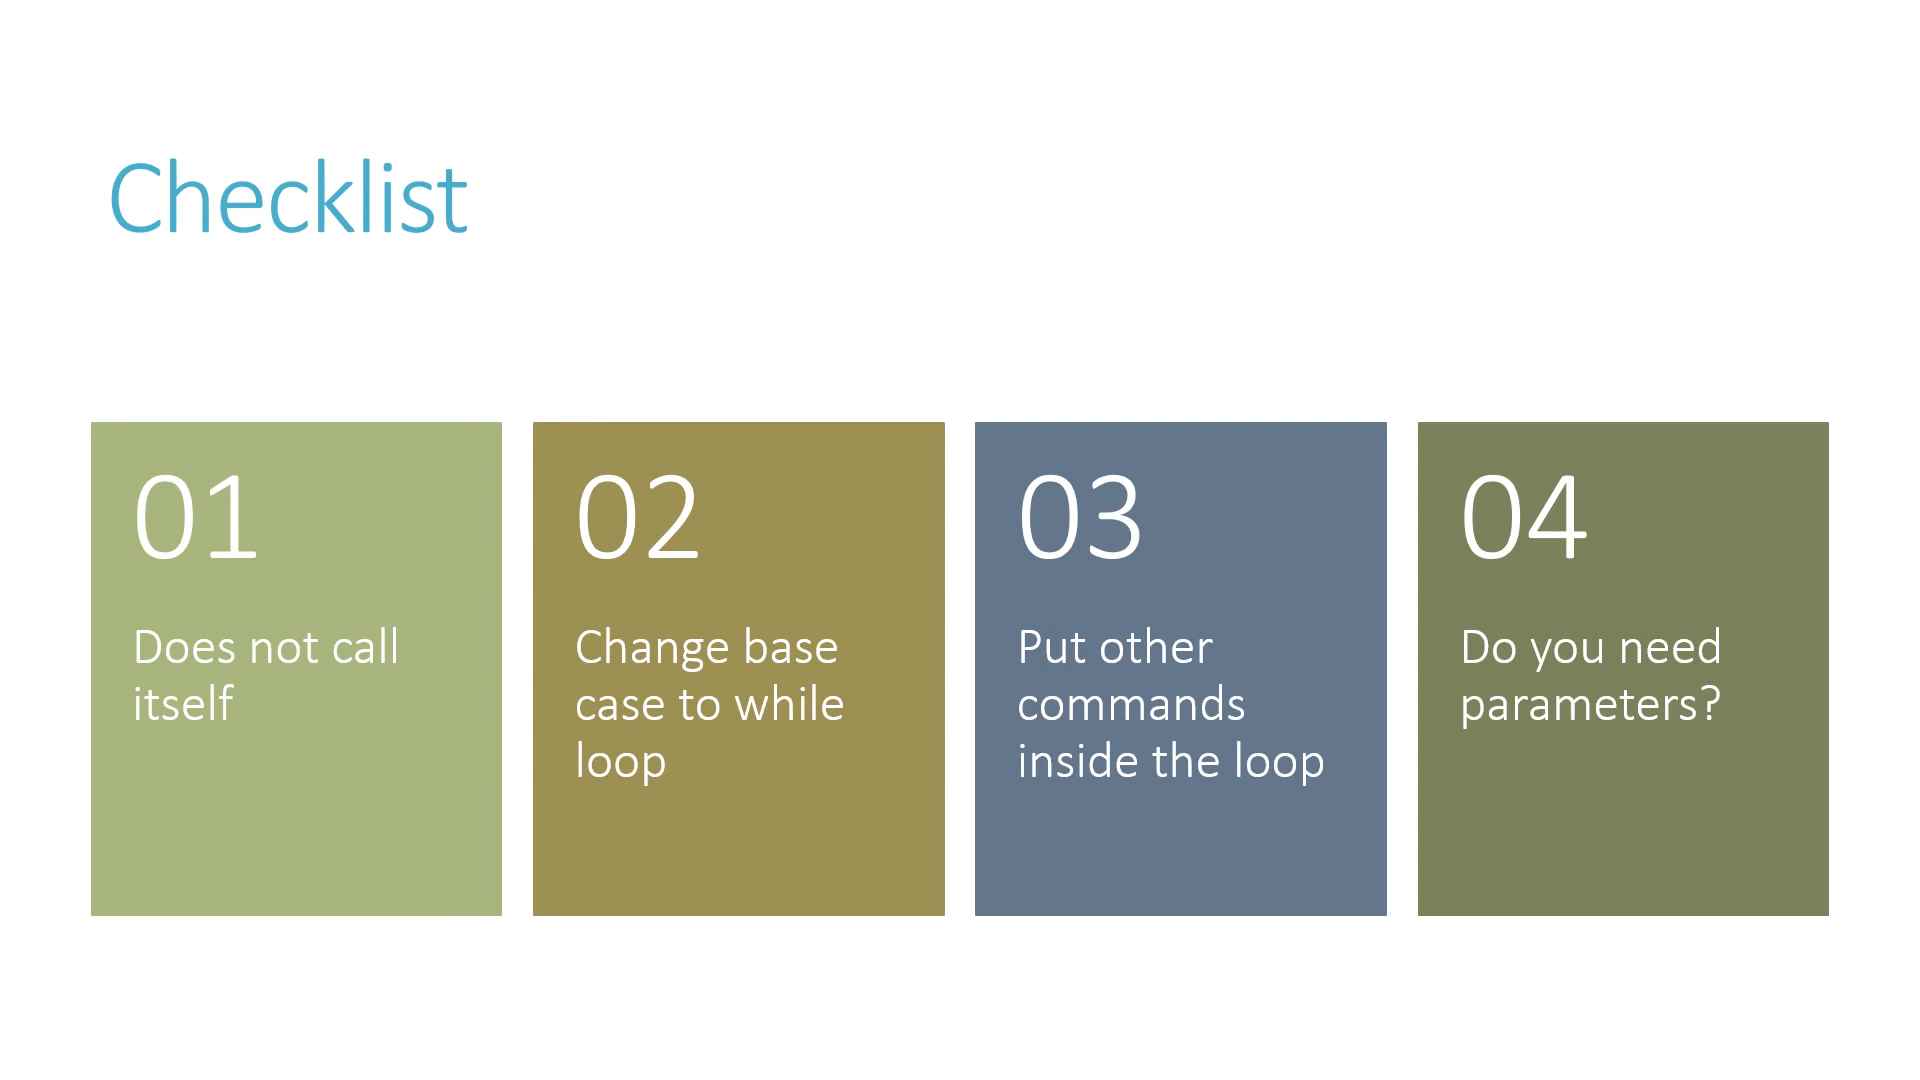 Checklist
01
Does not call
itself
02
Change base
case to while
loop
03
Put other
commands
inside the loop
04
Do you need
parameters?